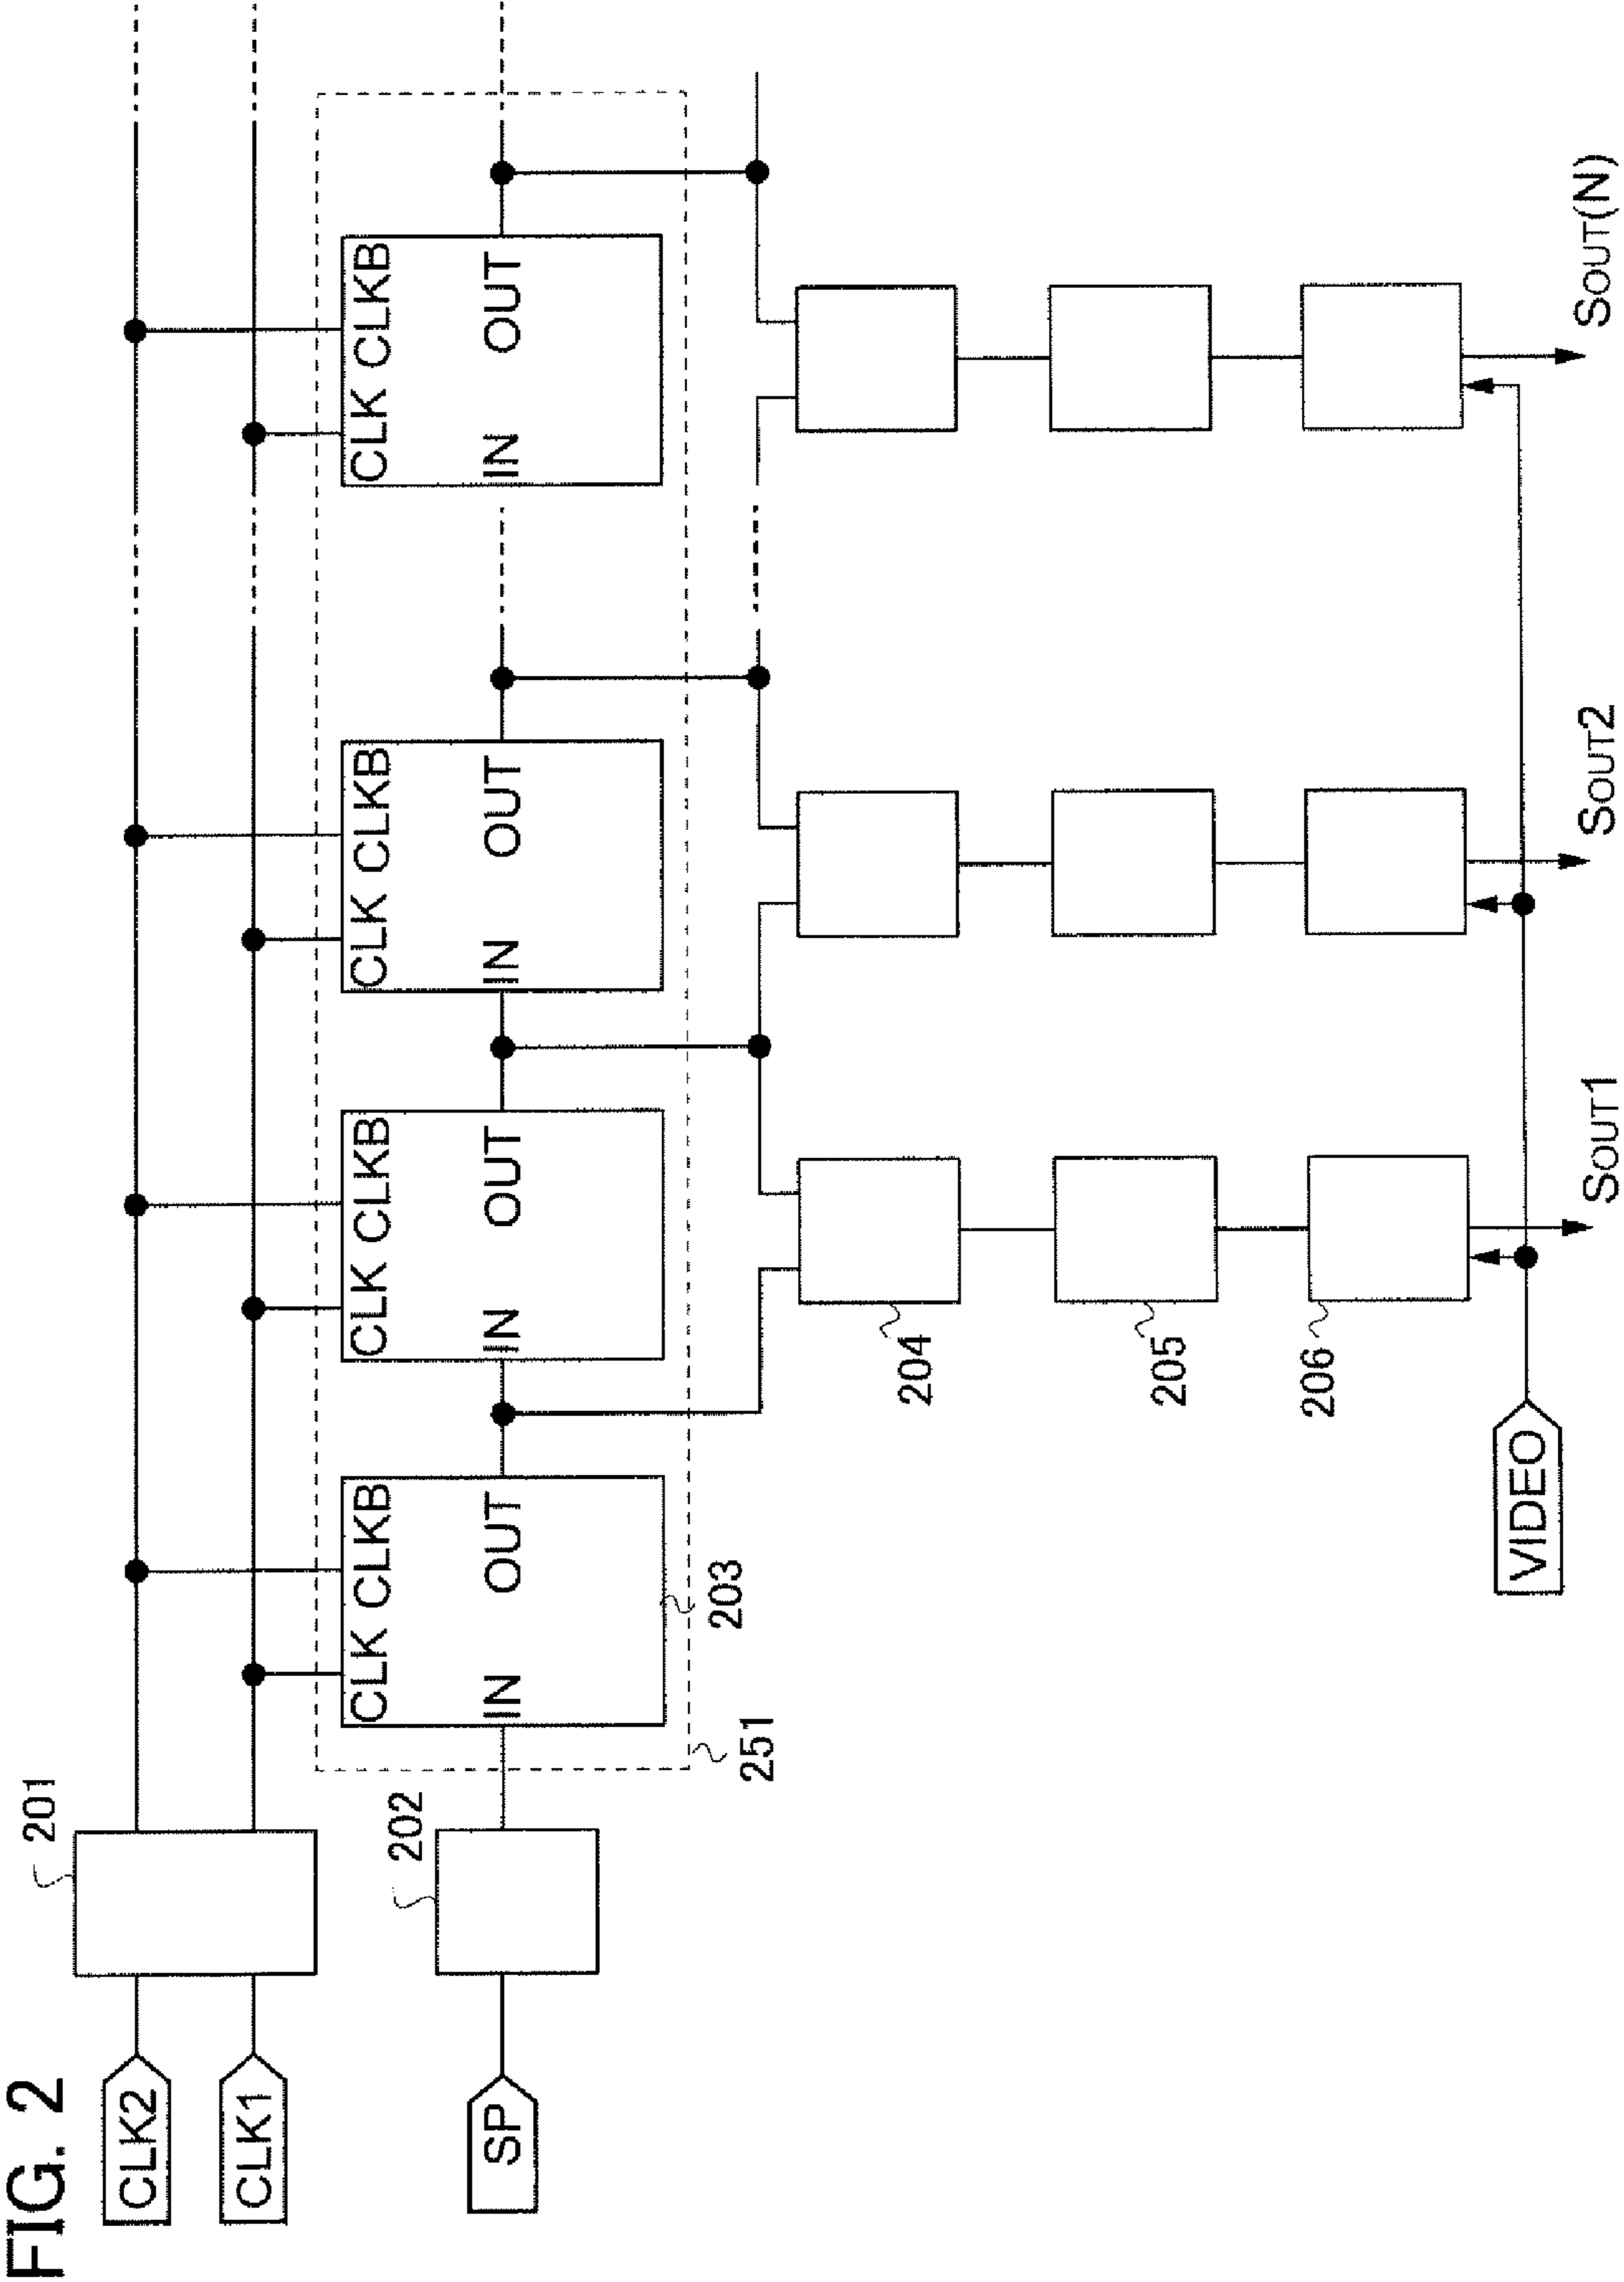 FIG. 2
CLK2
CLK1
SP
201
202
251
203
CLK CLKB
IN OUT
CLK CLKB
IN OUT
CLK CLKB
IN OUT
CLK CLKB
IN OUT
204
205
206
VIDEO
SOUT1
SOUT2
SOUT(N)